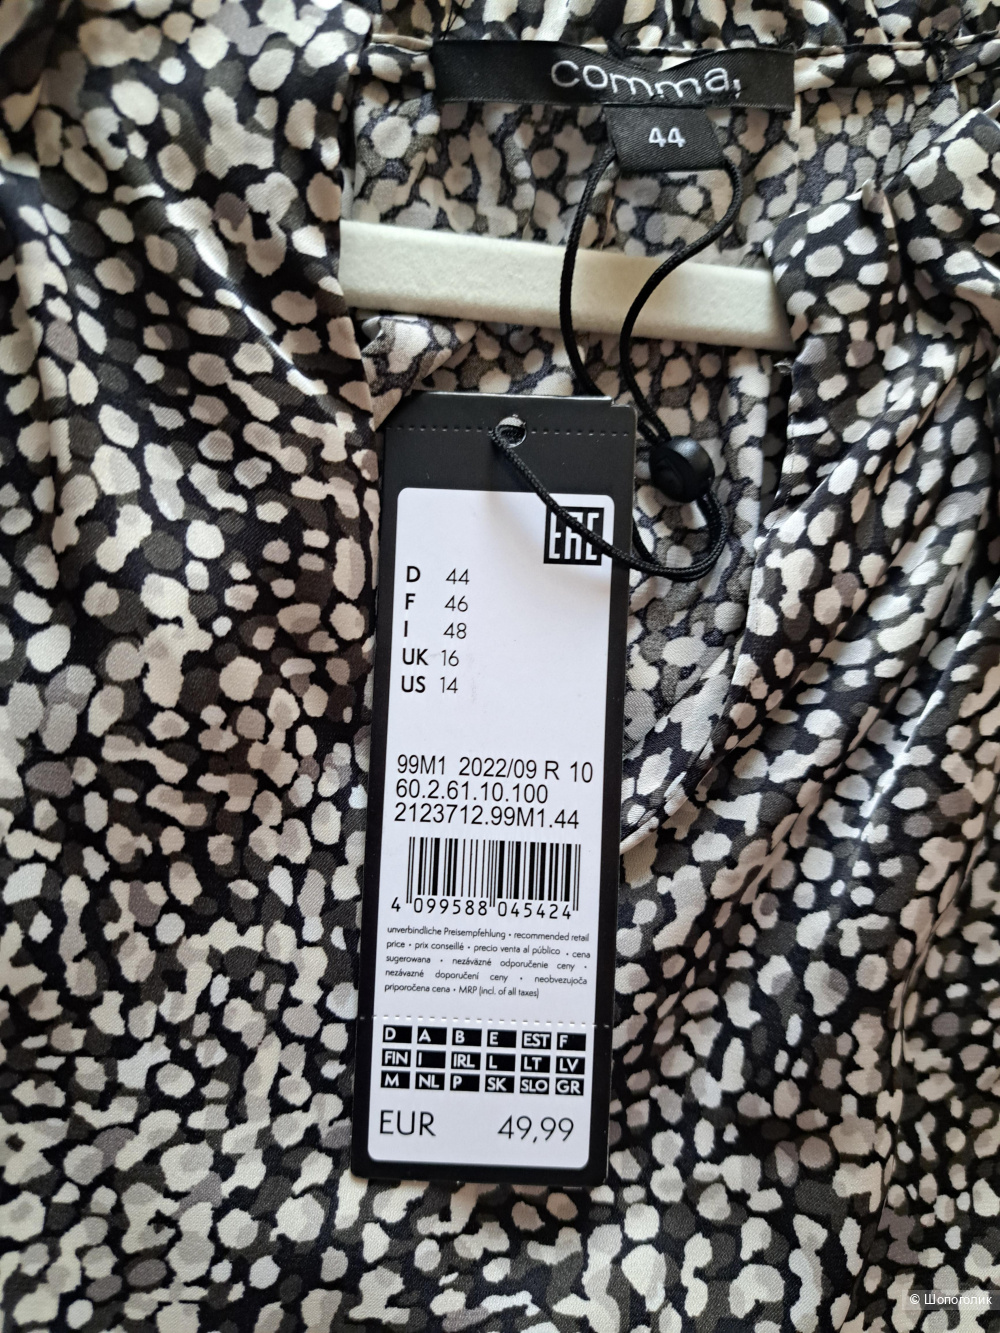 comma,
44
EAC
D 44
F 46
I 48
UK 16
US 14
99M1 2022/09 R 10
60.2.61.10.100
2123712.99M1.44
4 099588 045424
unverbindliche Preisempfehlung • recommended retail
price • prix conseillé • precio venta al público • cena
sugerowana • nezáväzné odporučenie ceny •
nezávazné doporučení ceny • neobvezujoča
priporočena cena • MRP (incl. of all taxes)
D A B E EST F
FIN I IRL L LT LV
M NL P SK SLO GR
EUR 49,99
© Шопоголик